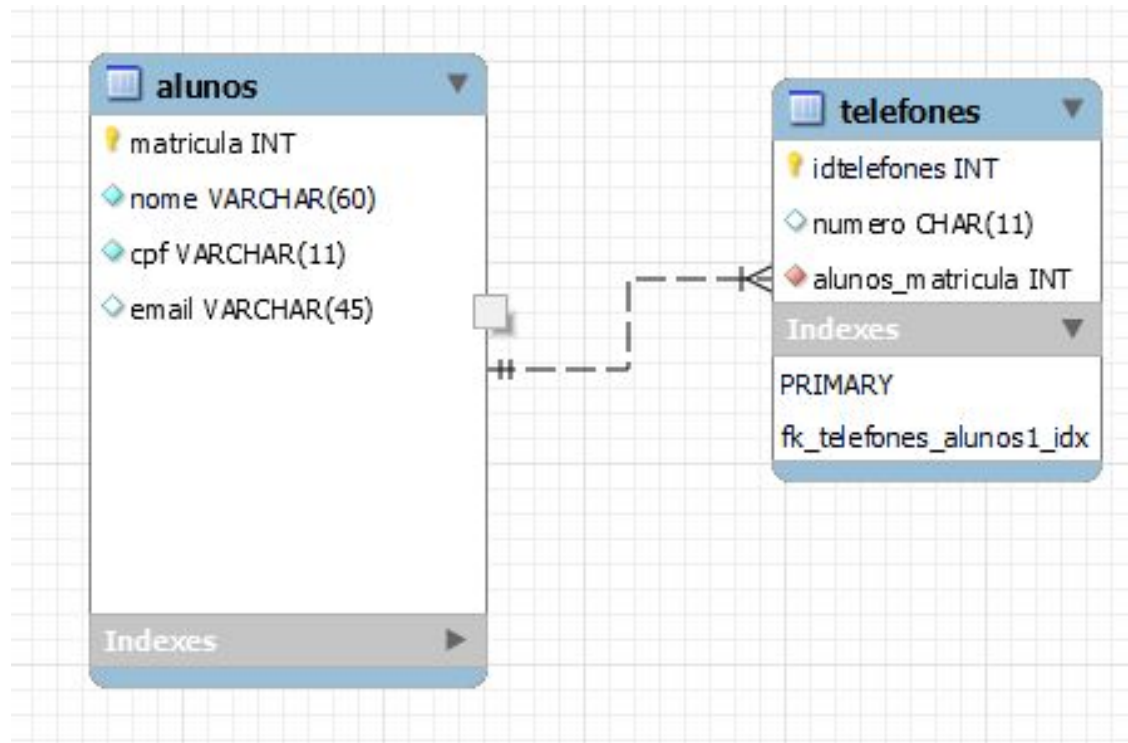 alunos
matricula INT
nome VARCHAR(60)
cpf VARCHAR(11)
email VARCHAR(45)
Indexes
telefones
idtelefones INT
numero CHAR(11)
alunos_matricula INT
Indexes
PRIMARY
fk_telefones_alunos1_idx